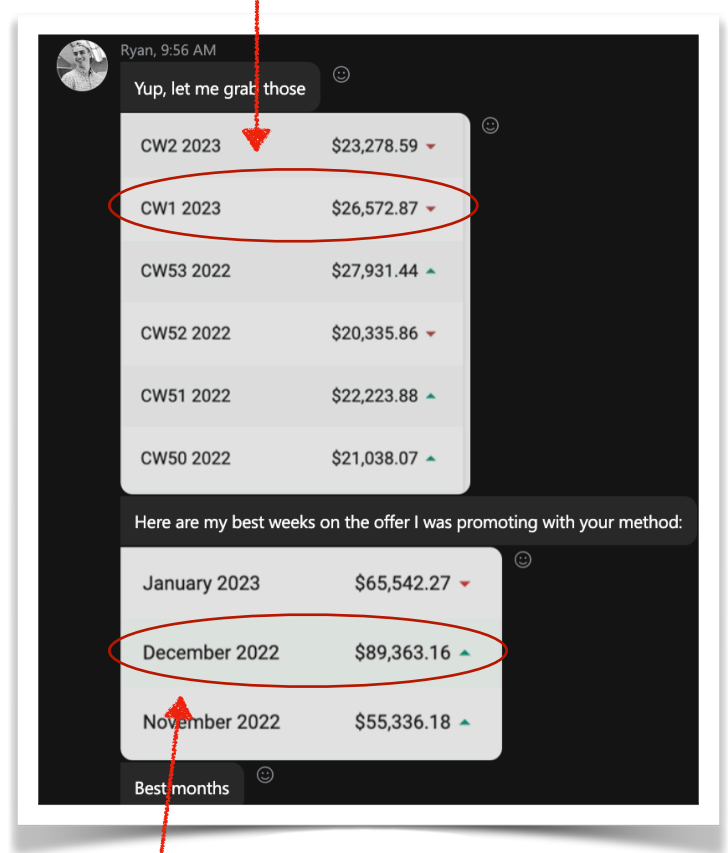 Ryan, 9:56 AM
Yup, let me grab those
CW2 2023 $23,278.59
CW1 2023 $26,572.87
CW53 2022 $27,931.44
CW52 2022 $20,335.86
CW51 2022 $22,223.88
CW50 2022 $21,038.07
Here are my best weeks on the offer I was promoting with your method:
January 2023 $65,542.27
December 2022 $89,363.16
November 2022 $55,336.18
Best months